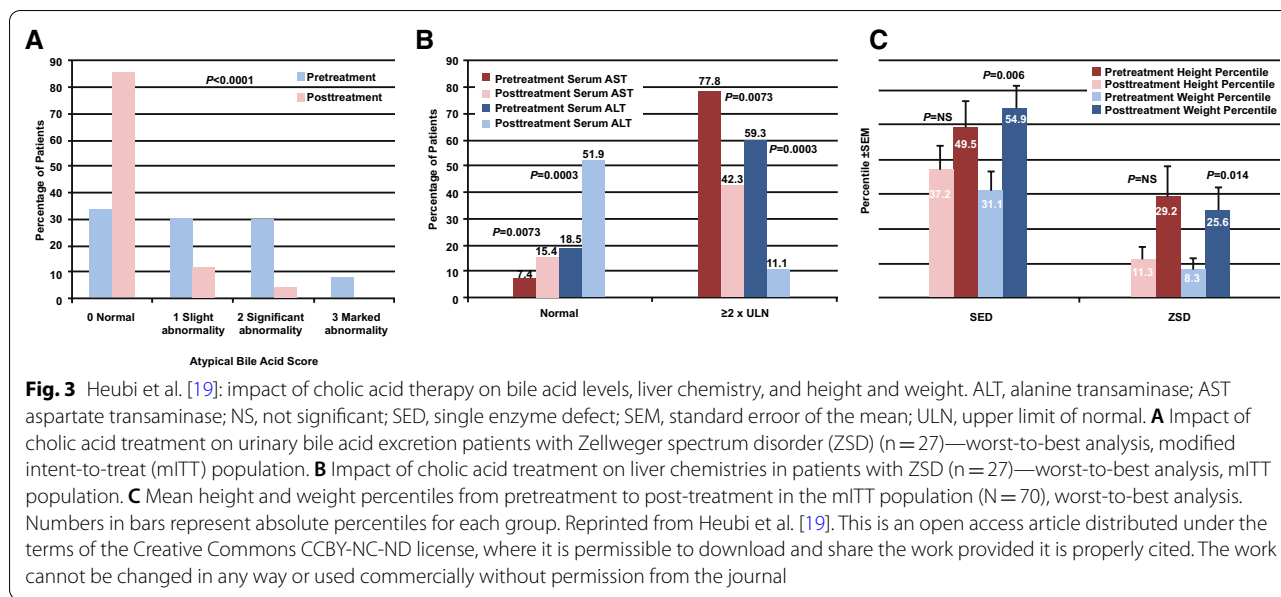 A
90
80
70
60
50
40
30
20
10
0
Percentage of Patients
P<0.0001
Pretreatment
Posttreatment
0 Normal
1 Slight
abnormality
2 Significant
abnormality
3 Marked
abnormality
Atypical Bile Acid Score
B
90
80
70
60
50
40
30
20
10
0
Percentage of Patients
Pretreatment Serum AST
Posttreatment Serum AST
Pretreatment Serum ALT
Posttreatment Serum ALT
P=0.0073
7.4
15.4
18.5
P=0.0003
51.9
77.8
P=0.0073
42.3
59.3
P=0.0003
11.1
Normal
≥2 x ULN
C
Percentile ±SEM
Pretreatment Height Percentile
Posttreatment Height Percentile
Pretreatment Weight Percentile
Posttreatment Weight Percentile
P=NS
37.2
49.5
31.1
P=0.006
54.9
P=NS
11.3
29.2
8.3
P=0.014
25.6
SED
ZSD
Fig. 3 Heubi et al. [19]: impact of cholic acid therapy on bile acid levels, liver chemistry, and height and weight. ALT, alanine transaminase; AST
aspartate transaminase; NS, not significant; SED, single enzyme defect; SEM, standard erroor of the mean; ULN, upper limit of normal. A Impact of
cholic acid treatment on urinary bile acid excretion patients with Zellweger spectrum disorder (ZSD) (n = 27)—worst-to-best analysis, modified
intent-to-treat (mITT) population. B Impact of cholic acid treatment on liver chemistries in patients with ZSD (n = 27)—worst-to-best analysis, mITT
population. C Mean height and weight percentiles from pretreatment to post-treatment in the mITT population (N = 70), worst-to-best analysis.
Numbers in bars represent absolute percentiles for each group. Reprinted from Heubi et al. [19]. This is an open access article distributed under the
terms of the Creative Commons CCBY-NC-ND license, where it is permissible to download and share the work provided it is properly cited. The work
cannot be changed in any way or used commercially without permission from the journal